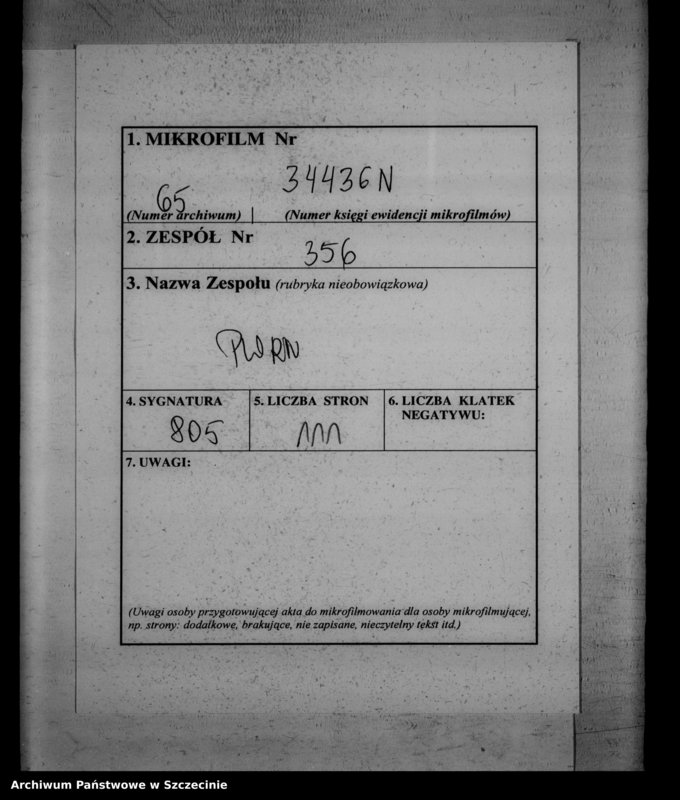 1. MIKROFILM Nr
65 34436N
(Numer archiwum) (Numer księgi ewidencji mikrofilmów)
2. ZESPÓŁ Nr
356
3. Nazwa Zespołu (rubryka nieobowiązkowa)
PWRN
4. SYGNATURA
805
5. LICZBA STRON
111
6. LICZBA KLATEK
NEGATYWU:
7. UWAGI:
(Uwagi osoby przygotowującej akta do mikrofilmowania dla osoby mikrofilmującej,
np. strony: dodatkowe, brakujące, nie zapisane, nieczytelny tekst itd.)
Archiwum Państwowe w Szczecinie